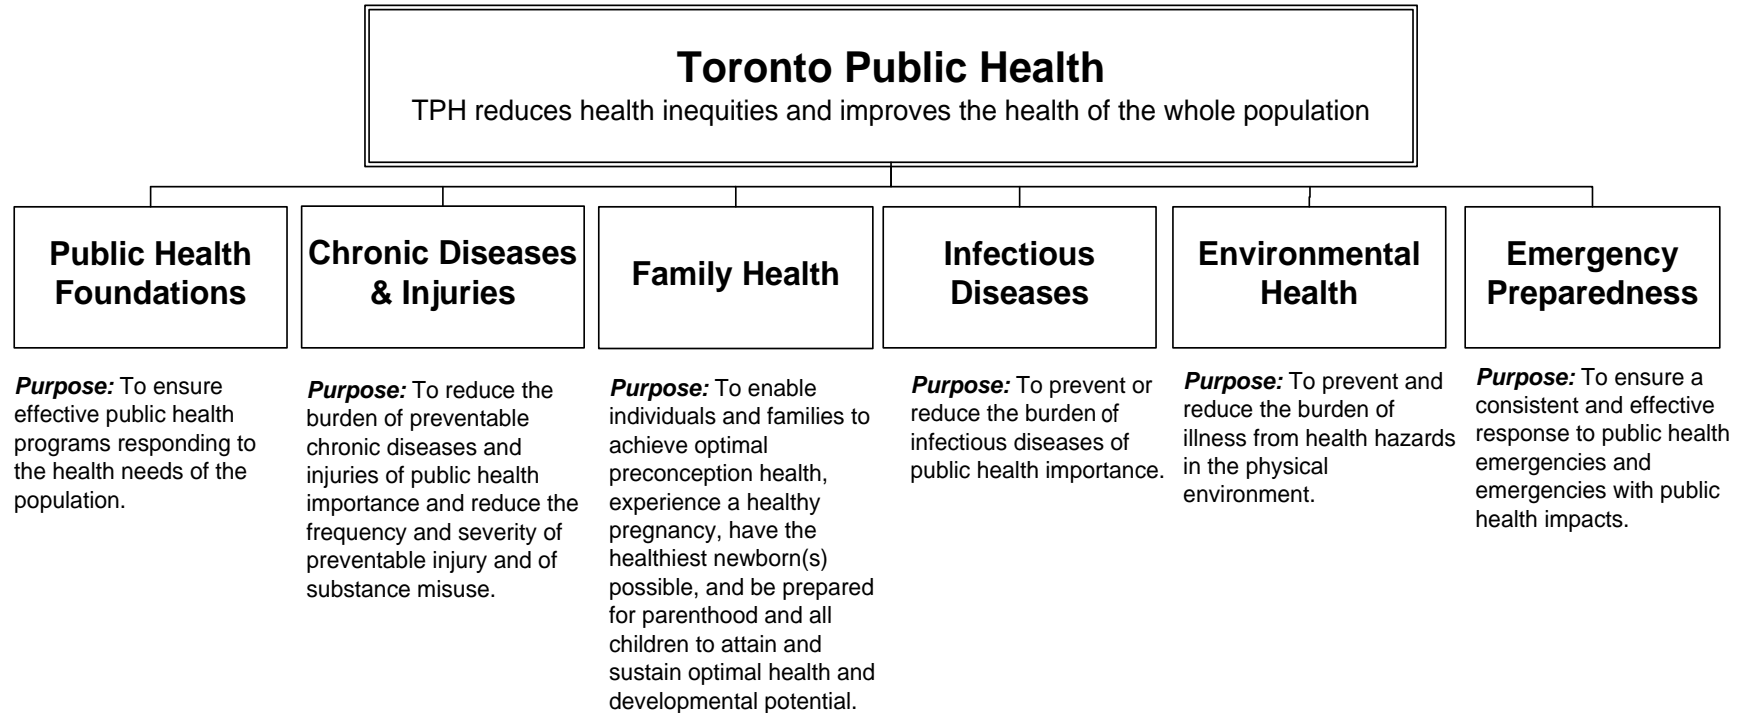 Toronto Public Health
TPH reduces health inequities and improves the health of the whole population
Public Health
Foundations
Chronic Diseases
& Injuries
Family Health
Infectious
Diseases
Environmental
Health
Emergency
Preparedness
Purpose: To ensure
effective public health
programs responding to
the health needs of the
population.
Purpose: To reduce the
burden of preventable
chronic diseases and
injuries of public health
importance and reduce the
frequency and severity of
preventable injury and of
substance misuse.
Purpose: To enable
individuals and families to
achieve optimal
preconception health,
experience a healthy
pregnancy, have the
healthiest newborn(s)
possible, and be prepared
for parenthood and all
children to attain and
sustain optimal health and
developmental potential.
Purpose: To prevent or
reduce the burden of
infectious diseases of
public health importance.
Purpose: To prevent and
reduce the burden of
illness from health hazards
in the physical
environment.
Purpose: To ensure a
consistent and effective
response to public health
emergencies and
emergencies with public
health impacts.